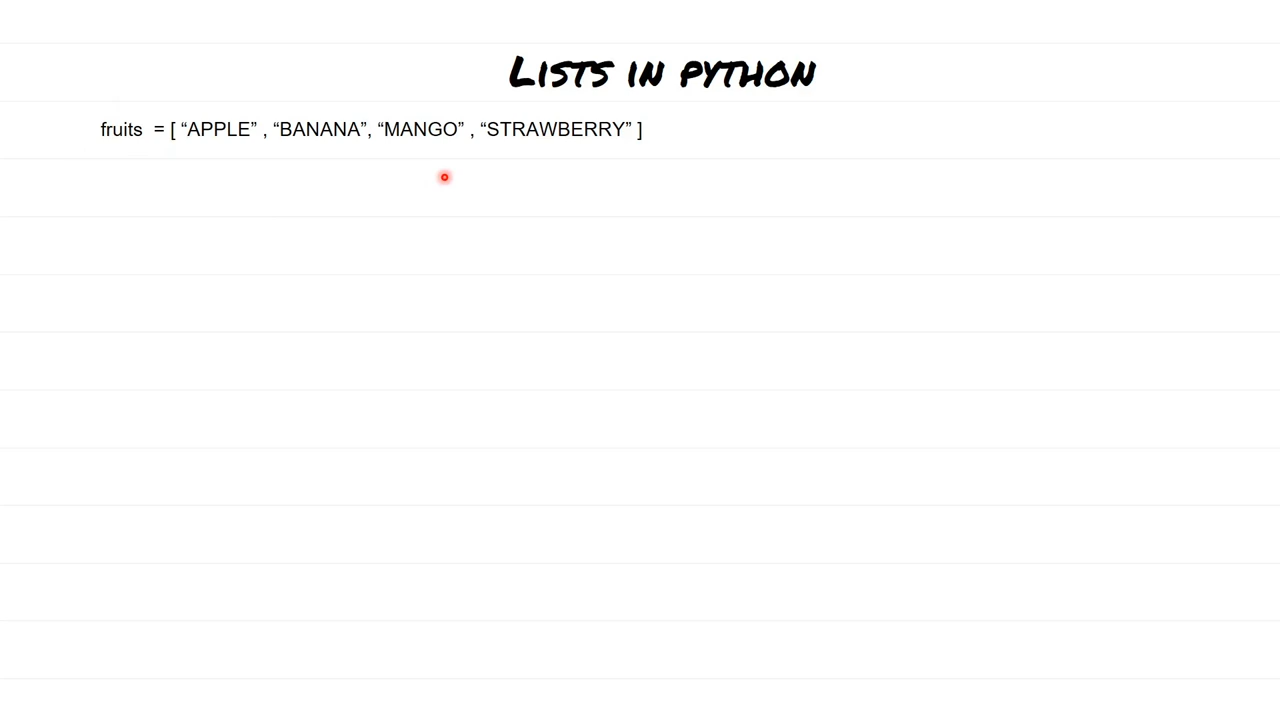 Lists in python
fruits  = [ “APPLE” , “BANANA”, “MANGO” , “STRAWBERRY” ]